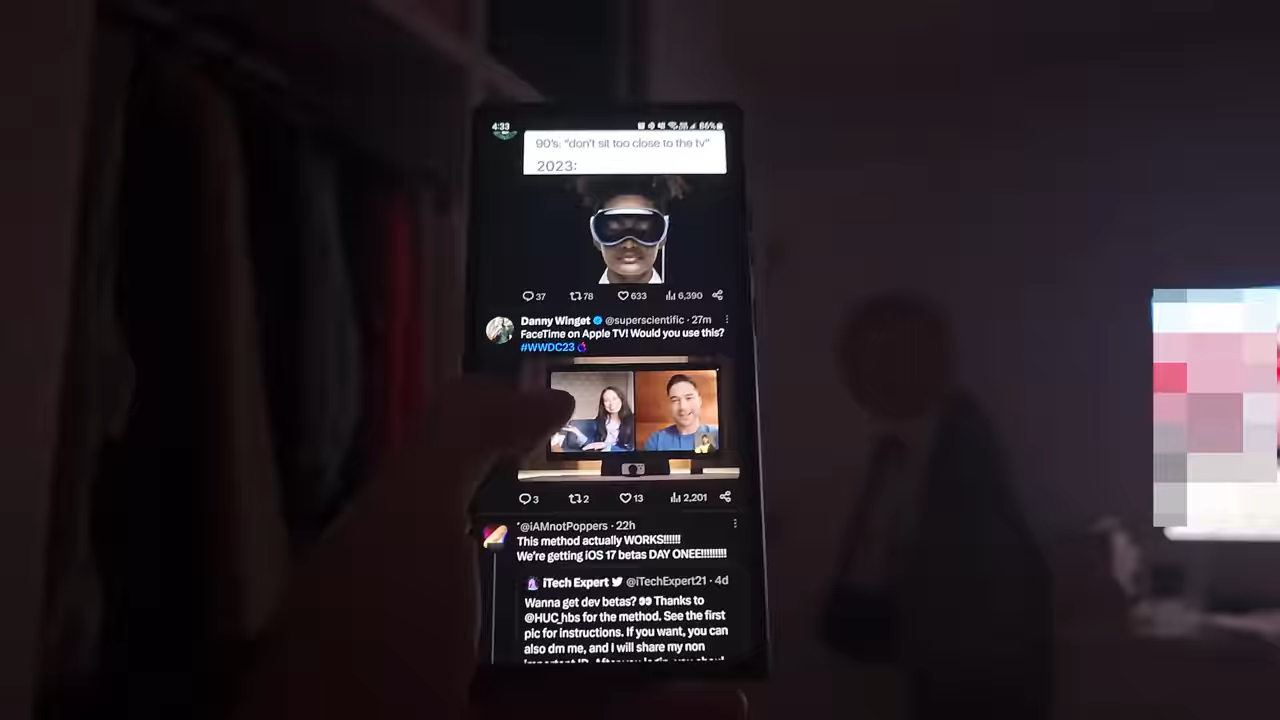 4:33
86%
90's: "don't sit too close to the tv"
2023:
37 78 633 6,390
Danny Winget @superscientific · 27m
FaceTime on Apple TV! Would you use this?
#WWDC23
3 2 13 2,201
@iAMnotPoppers · 22h
This method actually WORKS!!!!!!
We're getting iOS 17 betas DAY ONEE!!!!!!!!!
iTech Expert @iTechExpert21 · 4d
Wanna get dev betas? 👀 Thanks to
@HUC_hbs for the method. See the first
pic for instructions. If you want, you can
also dm me, and I will share my non